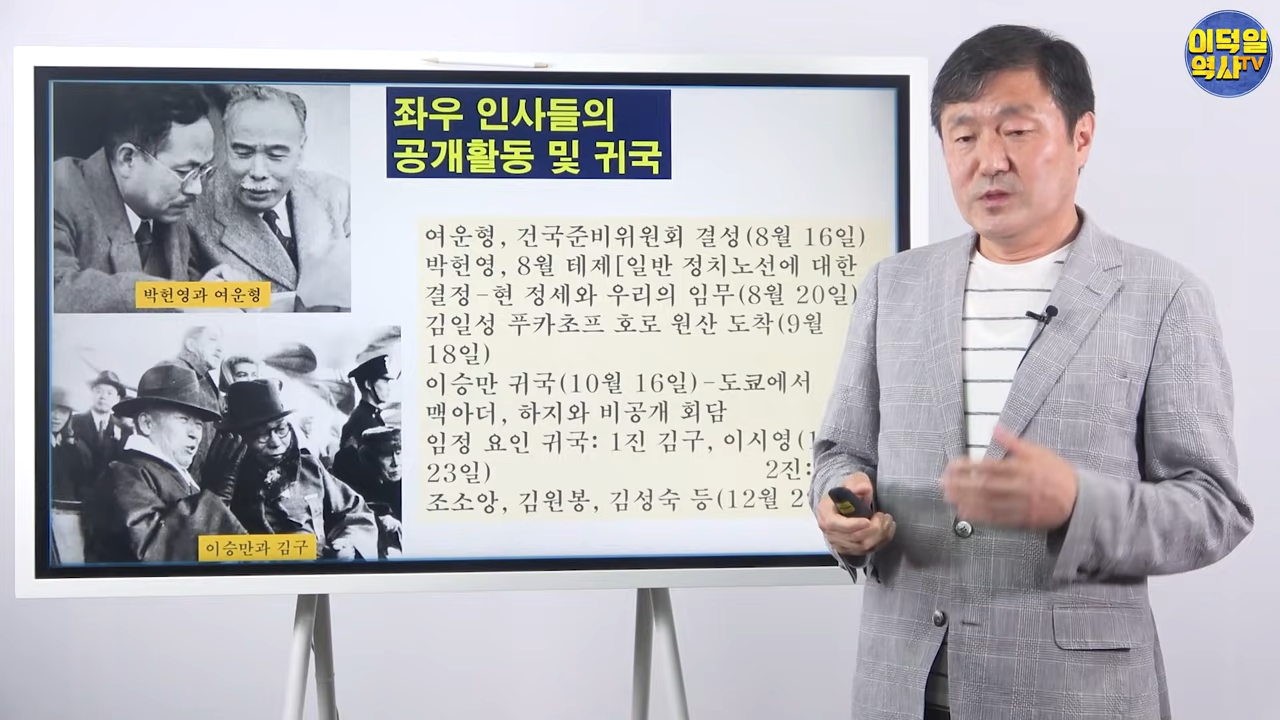 이덕일
역사TV
좌우 인사들의
공개활동 및 귀국
여운형, 건국준비위원회 결성(8월 16일)
박헌영, 8월 테제[일반 정치노선에 대한
결정-현 정세와 우리의 임무(8월 20일)
김일성 푸카초프 호로 원산 도착(9월
18일)
이승만 귀국(10월 16일)-도쿄에서
맥아더, 하지와 비공개 회담
임정 요인 귀국: 1진 김구, 이시영(1
23일) 2진:
조소앙, 김원봉, 김성숙 등(12월 2
박헌영과 여운형
이승만과 김구